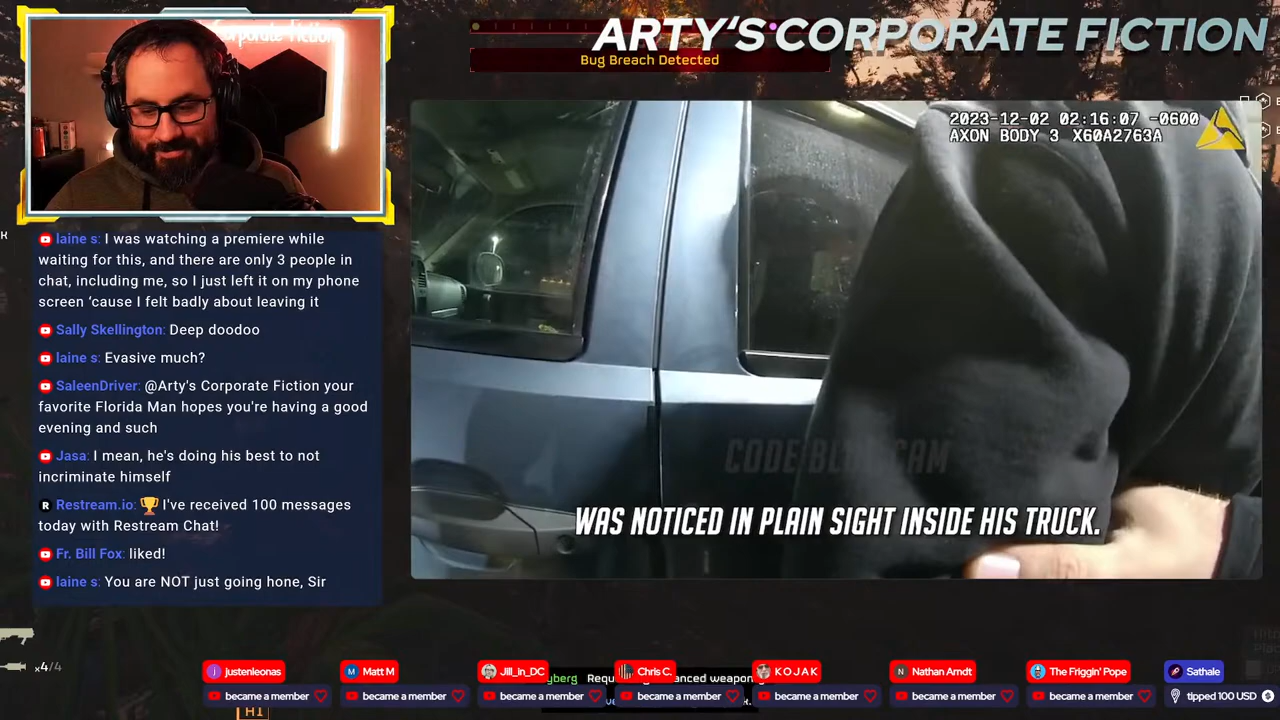 Corporate Fiction
ARTY'S CORPORATE FICTION
Bug Breach Detected
2023-12-02 02:16:07 -0600
AXON BODY 3 X60A2763A
laine s: I was watching a premiere while
waiting for this, and there are only 3 people in
chat, including me, so I just left it on my phone
screen ‘cause I felt badly about leaving it
Sally Skellington: Deep doodoo
laine s: Evasive much?
SaleenDriver: @Arty's Corporate Fiction your
favorite Florida Man hopes you're having a good
evening and such
Jasa: I mean, he's doing his best to not
incriminate himself
R Restream.io: 🏆 I've received 100 messages
today with Restream Chat!
Fr. Bill Fox: liked!
laine s: You are NOT just going hone, Sir
CODE BLUE CAM
WAS NOTICED IN PLAIN SIGHT INSIDE HIS TRUCK.
x4/4
j justenleonas
became a member
M Matt M
became a member
Jill_in_DC
became a member
Chris C.
became a member
K O J A K
became a member
N Nathan Arndt
became a member
The Friggin' Pope
became a member
Sathale
tipped 100 USD
HI